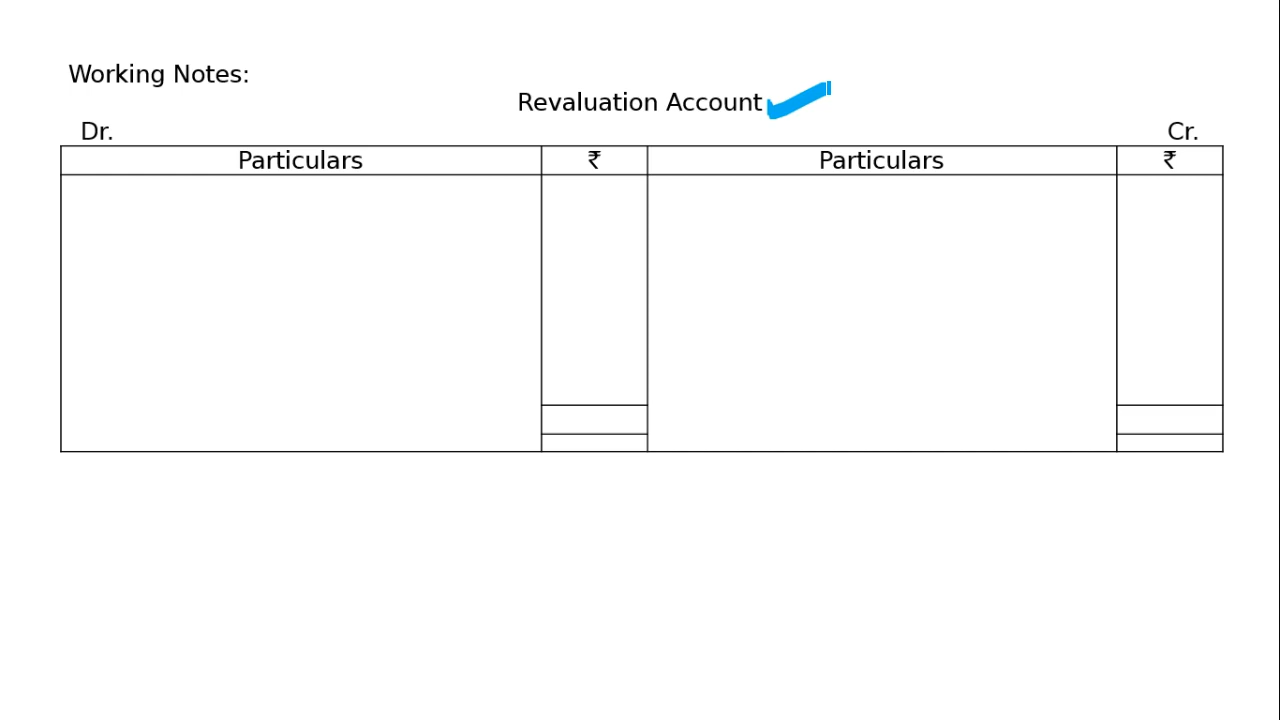 Working Notes:
Revaluation Account
Dr. Cr.
Particulars ₹ Particulars ₹